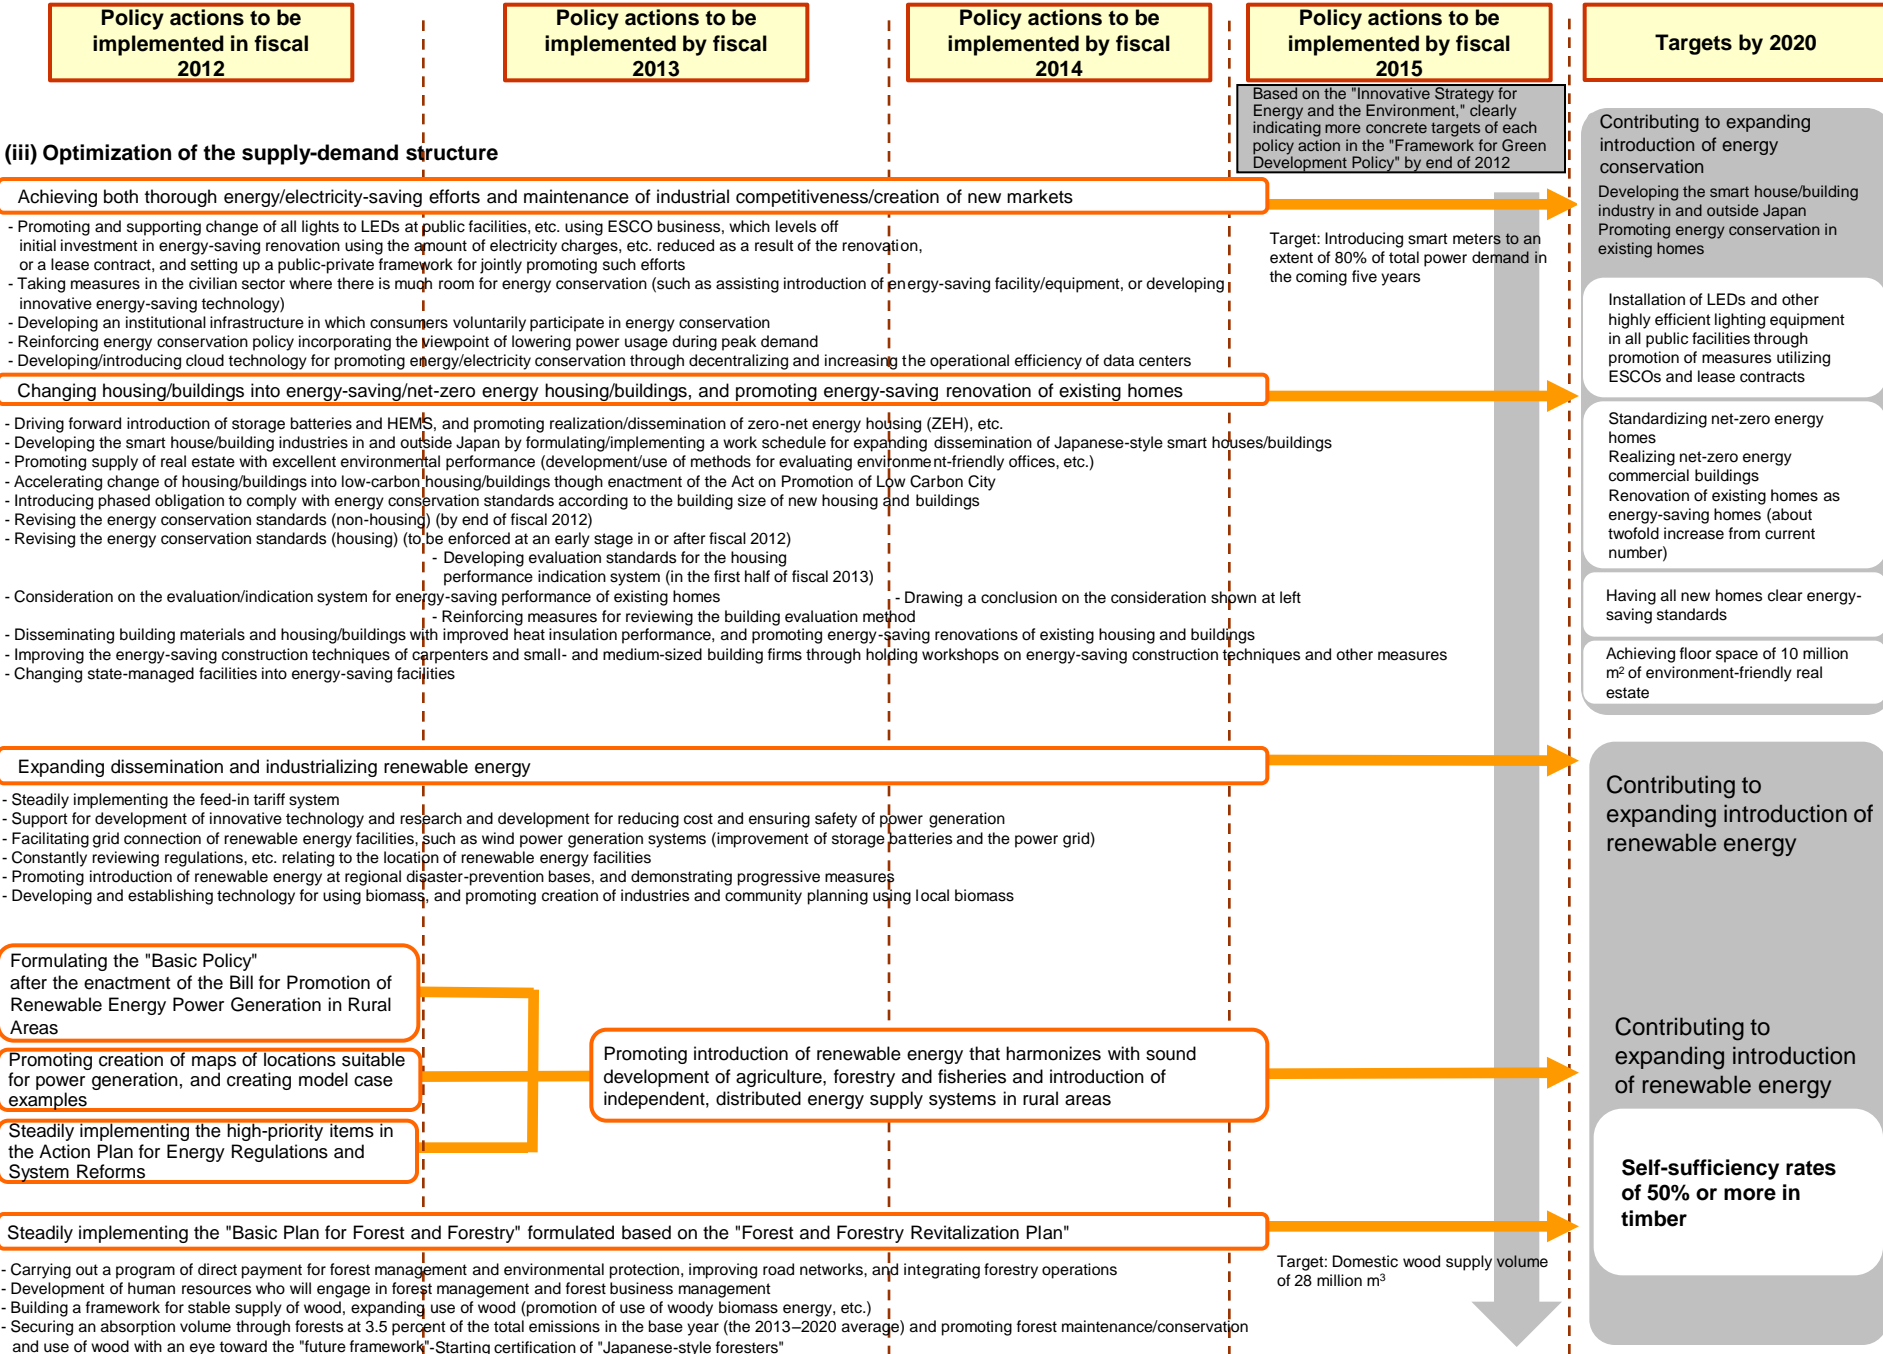 Policy actions to be
implemented in fiscal
2012
Policy actions to be
implemented by fiscal
2013
Policy actions to be
implemented by fiscal
2014
Policy actions to be
implemented by fiscal
2015
Targets by 2020
Based on the "Innovative Strategy for
Energy and the Environment," clearly
indicating more concrete targets of each
policy action in the "Framework for Green
Development Policy" by end of 2012
(iii) Optimization of the supply-demand structure
Achieving both thorough energy/electricity-saving efforts and maintenance of industrial competitiveness/creation of new markets
- Promoting and supporting change of all lights to LEDs at public facilities, etc. using ESCO business, which levels off
initial investment in energy-saving renovation using the amount of electricity charges, etc. reduced as a result of the renovation,
or a lease contract, and setting up a public-private framework for jointly promoting such efforts
- Taking measures in the civilian sector where there is much room for energy conservation (such as assisting introduction of energy-saving facility/equipment, or developing
innovative energy-saving technology)
- Developing an institutional infrastructure in which consumers voluntarily participate in energy conservation
- Reinforcing energy conservation policy incorporating the viewpoint of lowering power usage during peak demand
- Developing/introducing cloud technology for promoting energy/electricity conservation through decentralizing and increasing the operational efficiency of data centers
Target: Introducing smart meters to an
extent of 80% of total power demand in
the coming five years
Changing housing/buildings into energy-saving/net-zero energy housing/buildings, and promoting energy-saving renovation of existing homes
- Driving forward introduction of storage batteries and HEMS, and promoting realization/dissemination of zero-net energy housing (ZEH), etc.
- Developing the smart house/building industries in and outside Japan by formulating/implementing a work schedule for expanding dissemination of Japanese-style smart houses/buildings
- Promoting supply of real estate with excellent environmental performance (development/use of methods for evaluating environment-friendly offices, etc.)
- Accelerating change of housing/buildings into low-carbon housing/buildings though enactment of the Act on Promotion of Low Carbon City
- Introducing phased obligation to comply with energy conservation standards according to the building size of new housing and buildings
- Revising the energy conservation standards (non-housing) (by end of fiscal 2012)
- Revising the energy conservation standards (housing) (to be enforced at an early stage in or after fiscal 2012)
- Developing evaluation standards for the housing
performance indication system (in the first half of fiscal 2013)
- Consideration on the evaluation/indication system for energy-saving performance of existing homes
- Drawing a conclusion on the consideration shown at left
- Reinforcing measures for reviewing the building evaluation method
- Disseminating building materials and housing/buildings with improved heat insulation performance, and promoting energy-saving renovations of existing housing and buildings
- Improving the energy-saving construction techniques of carpenters and small- and medium-sized building firms through holding workshops on energy-saving construction techniques and other measures
- Changing state-managed facilities into energy-saving facilities
Contributing to expanding
introduction of energy
conservation
Developing the smart house/building
industry in and outside Japan
Promoting energy conservation in
existing homes
Installation of LEDs and other
highly efficient lighting equipment
in all public facilities through
promotion of measures utilizing
ESCOs and lease contracts
Standardizing net-zero energy
homes
Realizing net-zero energy
commercial buildings
Renovation of existing homes as
energy-saving homes (about
twofold increase from current
number)
Having all new homes clear energy-
saving standards
Achieving floor space of 10 million
m² of environment-friendly real
estate
Expanding dissemination and industrializing renewable energy
- Steadily implementing the feed-in tariff system
- Support for development of innovative technology and research and development for reducing cost and ensuring safety of power generation
- Facilitating grid connection of renewable energy facilities, such as wind power generation systems (improvement of storage batteries and the power grid)
- Constantly reviewing regulations, etc. relating to the location of renewable energy facilities
- Promoting introduction of renewable energy at regional disaster-prevention bases, and demonstrating progressive measures
- Developing and establishing technology for using biomass, and promoting creation of industries and community planning using local biomass
Contributing to
expanding introduction of
renewable energy
Formulating the "Basic Policy"
after the enactment of the Bill for Promotion of
Renewable Energy Power Generation in Rural
Areas
Promoting creation of maps of locations suitable
for power generation, and creating model case
examples
Steadily implementing the high-priority items in
the Action Plan for Energy Regulations and
System Reforms
Promoting introduction of renewable energy that harmonizes with sound
development of agriculture, forestry and fisheries and introduction of
independent, distributed energy supply systems in rural areas
Contributing to
expanding introduction
of renewable energy
Self-sufficiency rates
of 50% or more in
timber
Steadily implementing the "Basic Plan for Forest and Forestry" formulated based on the "Forest and Forestry Revitalization Plan"
- Carrying out a program of direct payment for forest management and environmental protection, improving road networks, and integrating forestry operations
- Development of human resources who will engage in forest management and forest business management
- Building a framework for stable supply of wood, expanding use of wood (promotion of use of woody biomass energy, etc.)
- Securing an absorption volume through forests at 3.5 percent of the total emissions in the base year (the 2013–2020 average) and promoting forest maintenance/conservation
and use of wood with an eye toward the "future framework"-Starting certification of "Japanese-style foresters"
Target: Domestic wood supply volume
of 28 million m³